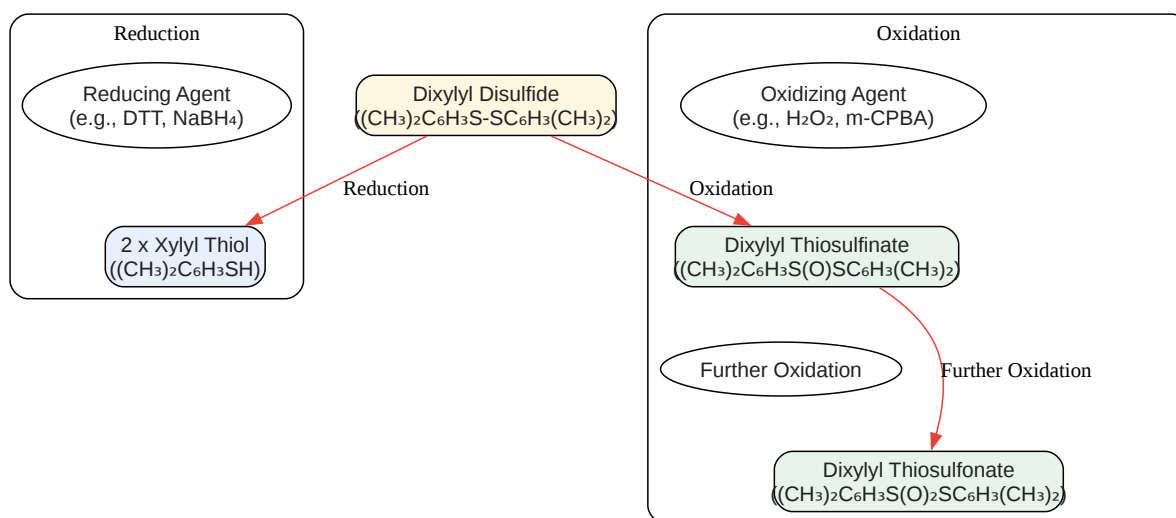 Reduction
Reducing Agent
(e.g., DTT, NaBH₄)
Dixylyl Disulfide
((CH₃)₂C₆H₃S-SC₆H₃(CH₃)₂)
Oxidation
Oxidizing Agent
(e.g., H₂O₂, m-CPBA)
Reduction
Oxidation
2 x Xylyl Thiol
((CH₃)₂C₆H₃SH)
Dixylyl Thiosulfinate
((CH₃)₂C₆H₃S(O)SC₆H₃(CH₃)₂)
Further Oxidation
Further Oxidation
Dixylyl Thiosulfonate
((CH₃)₂C₆H₃S(O)₂SC₆H₃(CH₃)₂)